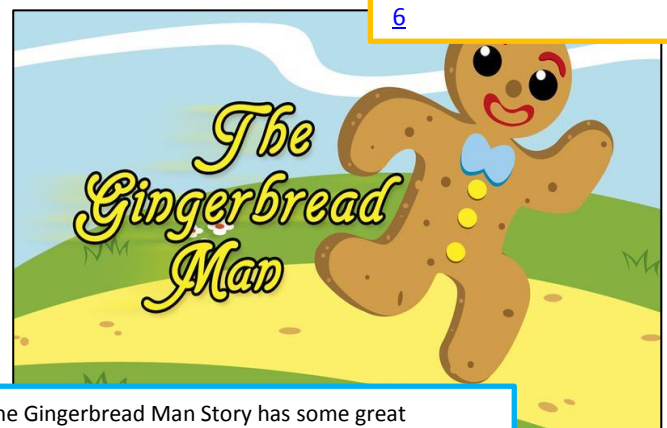 6
The
Gingerbread
Man
he Gingerbread Man Story has some great